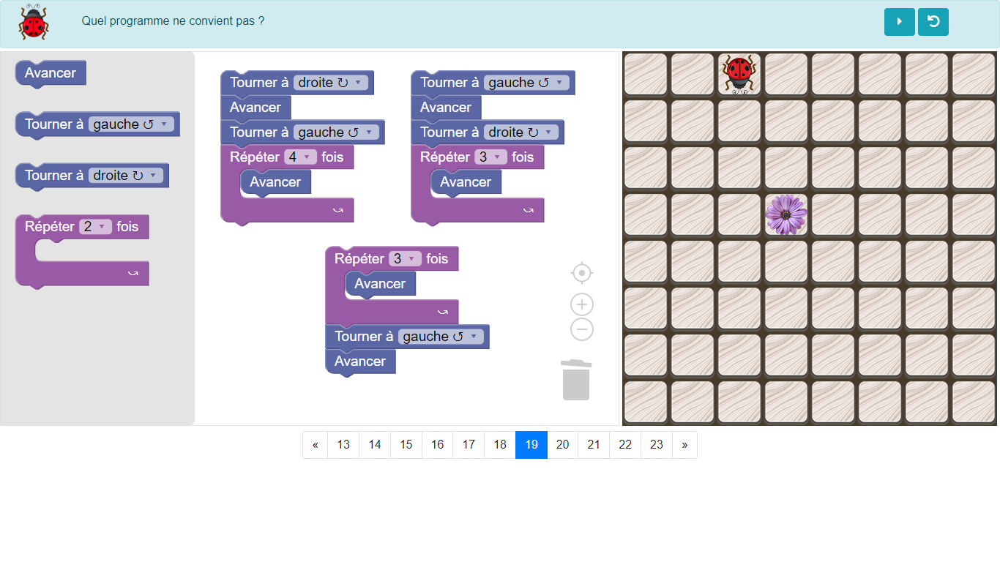 Quel programme ne convient pas ?
Avancer
Tourner à gauche ↺ ▾
Tourner à droite ↻ ▾
Répéter 2 ▾ fois
Tourner à droite ↻ ▾
Avancer
Tourner à gauche ↺ ▾
Répéter 4 ▾ fois
Avancer
Tourner à gauche ↺ ▾
Avancer
Tourner à droite ↻ ▾
Répéter 3 ▾ fois
Avancer
Répéter 3 ▾ fois
Avancer
Tourner à gauche ↺ ▾
Avancer
« 13 14 15 16 17 18 19 20 21 22 23 »